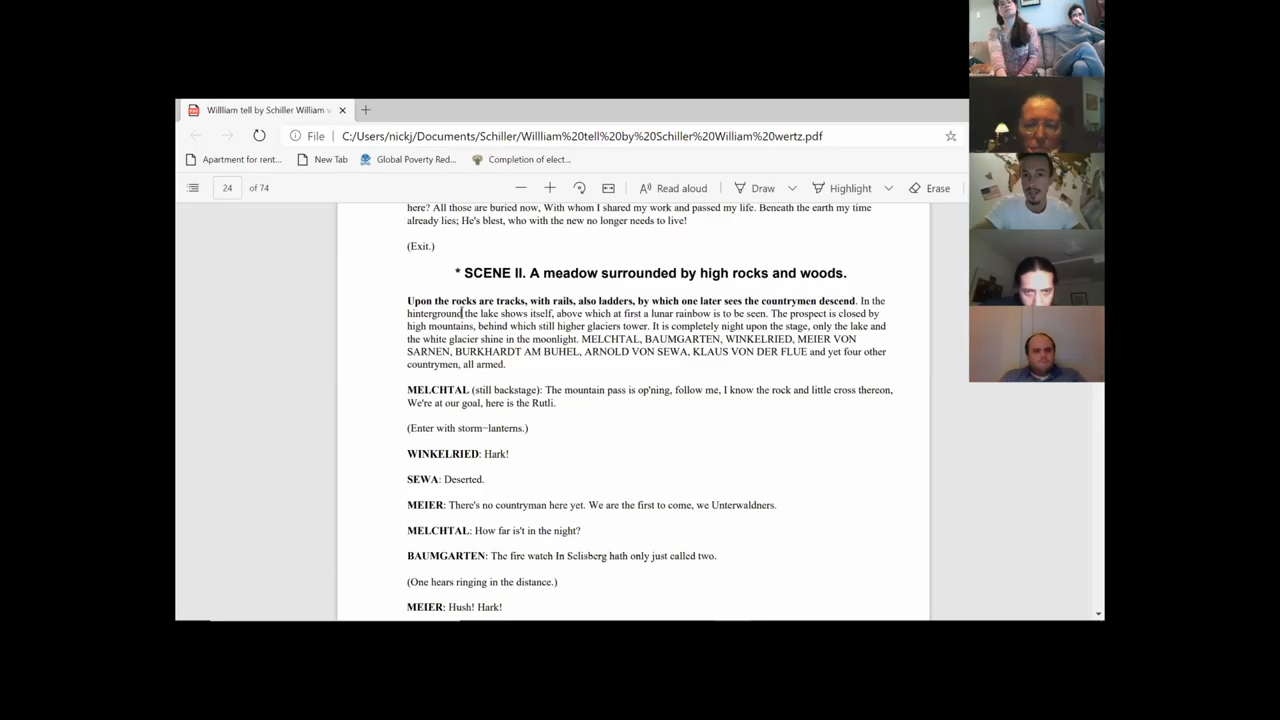 Willliam tell by Schiller William w
File C:/Users/nickj/Documents/Schiller/Willliam%20tell%20by%20Schiller%20William%20wertz.pdf
Apartment for rent... New Tab Global Poverty Red... Completion of elect...
24 of 74 Read aloud Draw Highlight Erase
here? All those are buried now, With whom I shared my work and passed my life. Beneath the earth my time
already lies; He's blest, who with the new no longer needs to live!
(Exit.)
* SCENE II. A meadow surrounded by high rocks and woods.
Upon the rocks are tracks, with rails, also ladders, by which one later sees the countrymen descend. In the
hinterground the lake shows itself, above which at first a lunar rainbow is to be seen. The prospect is closed by
high mountains, behind which still higher glaciers tower. It is completely night upon the stage, only the lake and
the white glacier shine in the moonlight. MELCHTAL, BAUMGARTEN, WINKELRIED, MEIER VON
SARNEN, BURKHARDT AM BUHEL, ARNOLD VON SEWA, KLAUS VON DER FLUE and yet four other
countrymen, all armed.
MELCHTAL (still backstage): The mountain pass is op'ning, follow me, I know the rock and little cross thereon,
We're at our goal, here is the Rutli.
(Enter with storm−lanterns.)
WINKELRIED: Hark!
SEWA: Deserted.
MEIER: There's no countryman here yet. We are the first to come, we Unterwaldners.
MELCHTAL: How far is't in the night?
BAUMGARTEN: The fire watch In Selisberg hath only just called two.
(One hears ringing in the distance.)
MEIER: Hush! Hark!